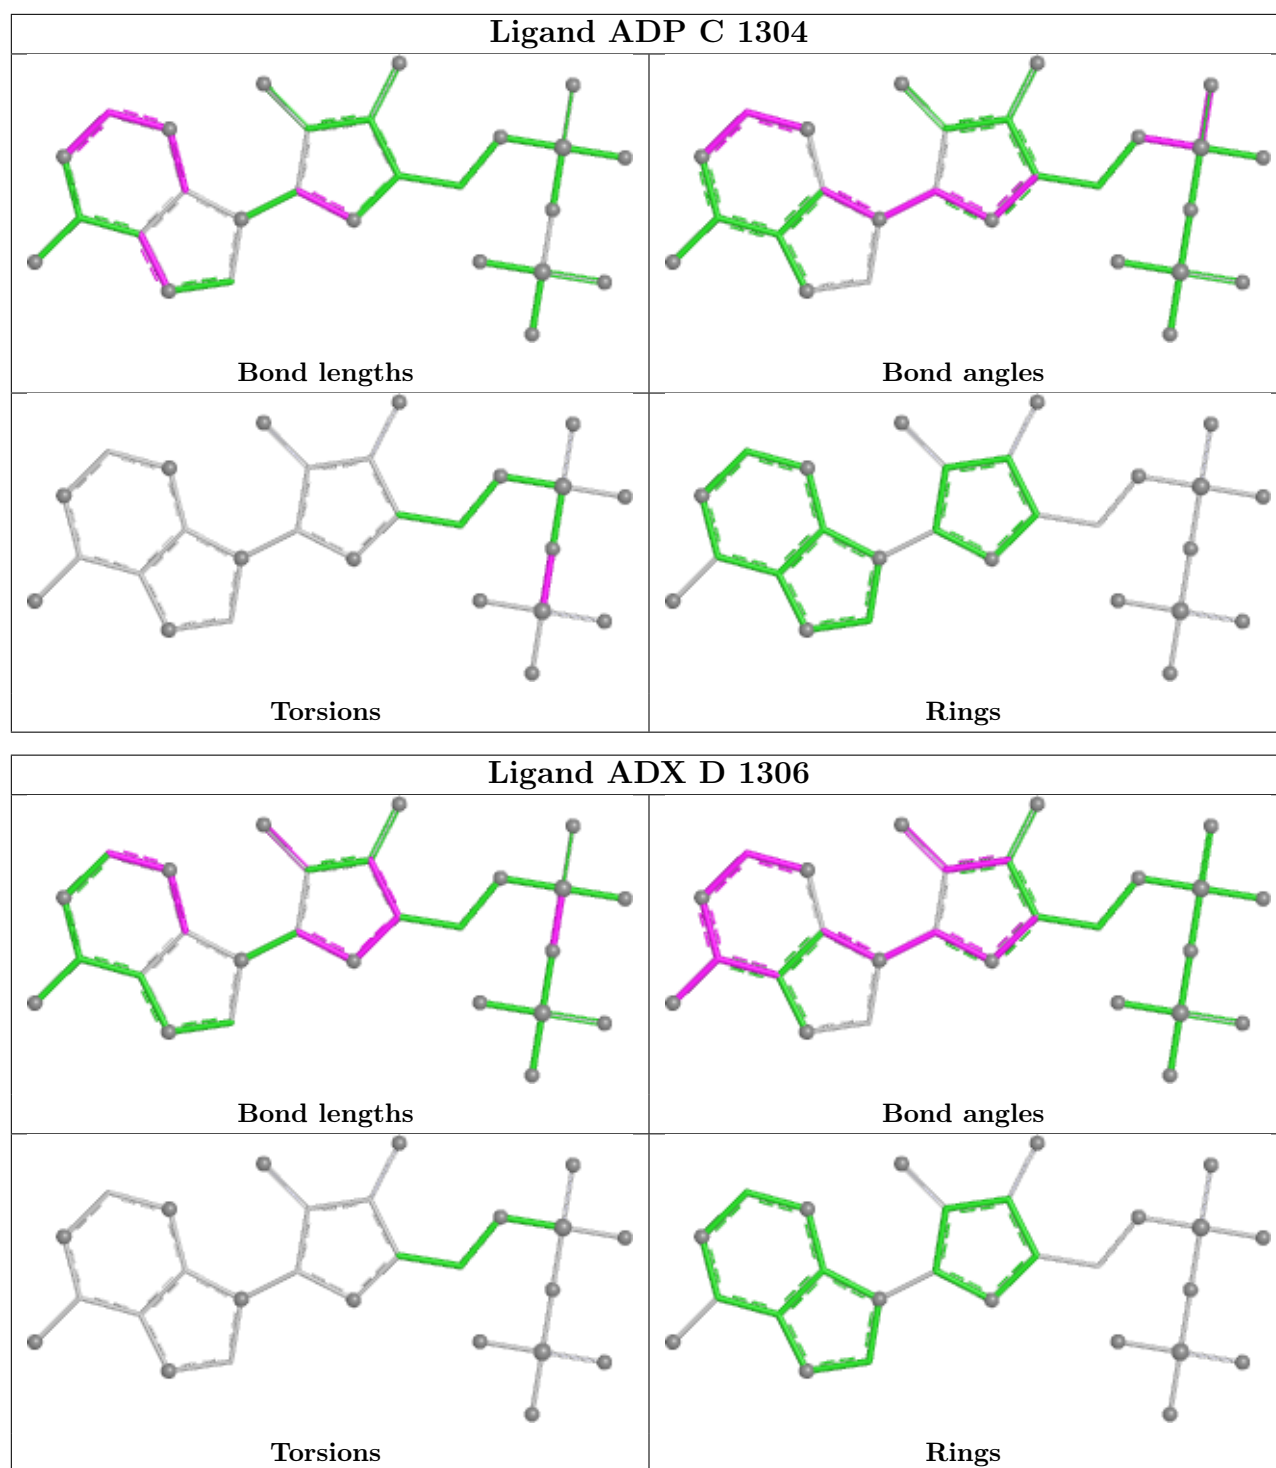 Ligand ADP C 1304
Bond lengths
Bond angles
Torsions
Rings
Ligand ADX D 1306
Bond lengths
Bond angles
Torsions
Rings